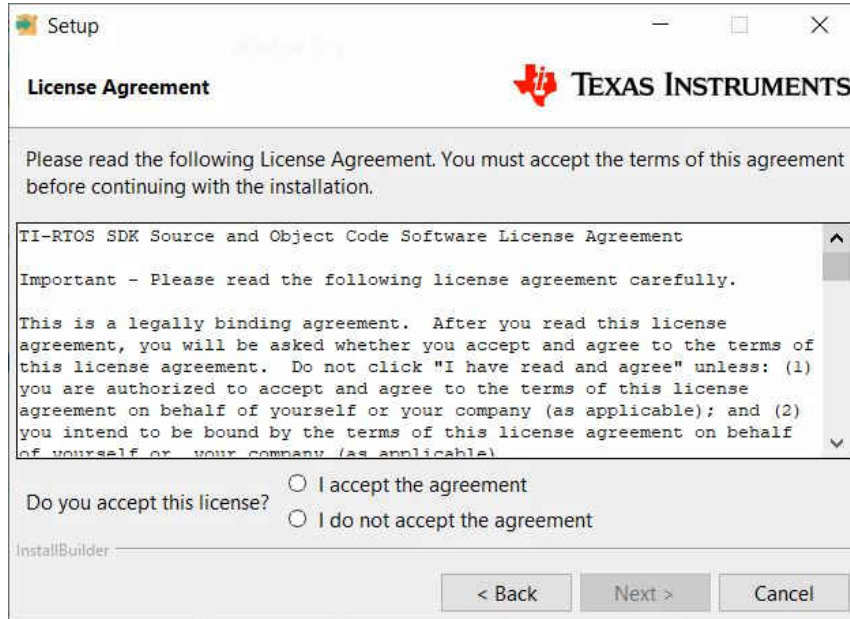 Setup
License Agreement
TEXAS INSTRUMENTS
Please read the following License Agreement. You must accept the terms of this agreement
before continuing with the installation.
TI-RTOS SDK Source and Object Code Software License Agreement
Important - Please read the following license agreement carefully.
This is a legally binding agreement.  After you read this license
agreement, you will be asked whether you accept and agree to the terms of
this license agreement.  Do not click "I have read and agree" unless: (1)
you are authorized to accept and agree to the terms of this license
agreement on behalf of yourself or your company (as applicable); and (2)
you intend to be bound by the terms of this license agreement on behalf
of yourself or  your company (as applicable)
Do you accept this license?
I accept the agreement
I do not accept the agreement
InstallBuilder
< Back
Next >
Cancel